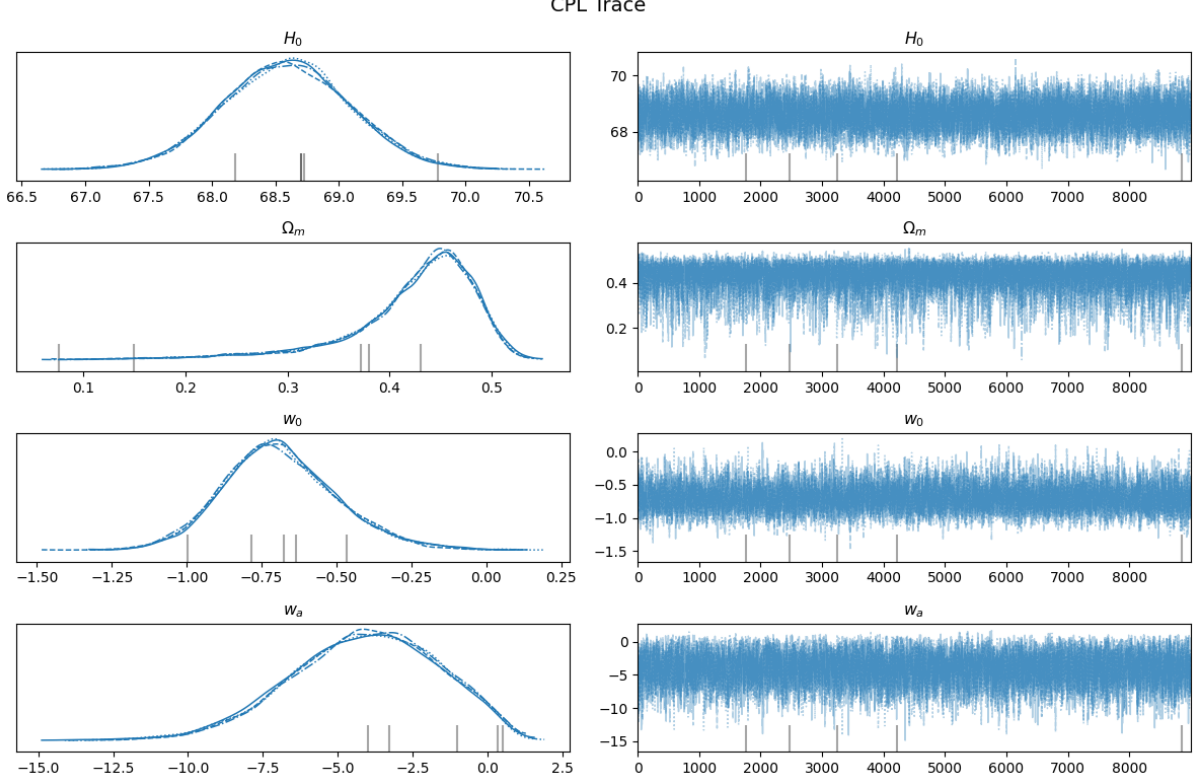 CPL Trace
H₀
H₀
66.5 67.0 67.5 68.0 68.5 69.0 69.5 70.0 70.5
70
68
0 1000 2000 3000 4000 5000 6000 7000 8000
Ωₘ
Ωₘ
0.1 0.2 0.3 0.4 0.5
0.4
0.2
0 1000 2000 3000 4000 5000 6000 7000 8000
w₀
w₀
−1.50 −1.25 −1.00 −0.75 −0.50 −0.25 0.00 0.25
0.0
−0.5
−1.0
−1.5
0 1000 2000 3000 4000 5000 6000 7000 8000
wₐ
wₐ
−15.0 −12.5 −10.0 −7.5 −5.0 −2.5 0.0 2.5
0
−5
−10
−15
0 1000 2000 3000 4000 5000 6000 7000 8000